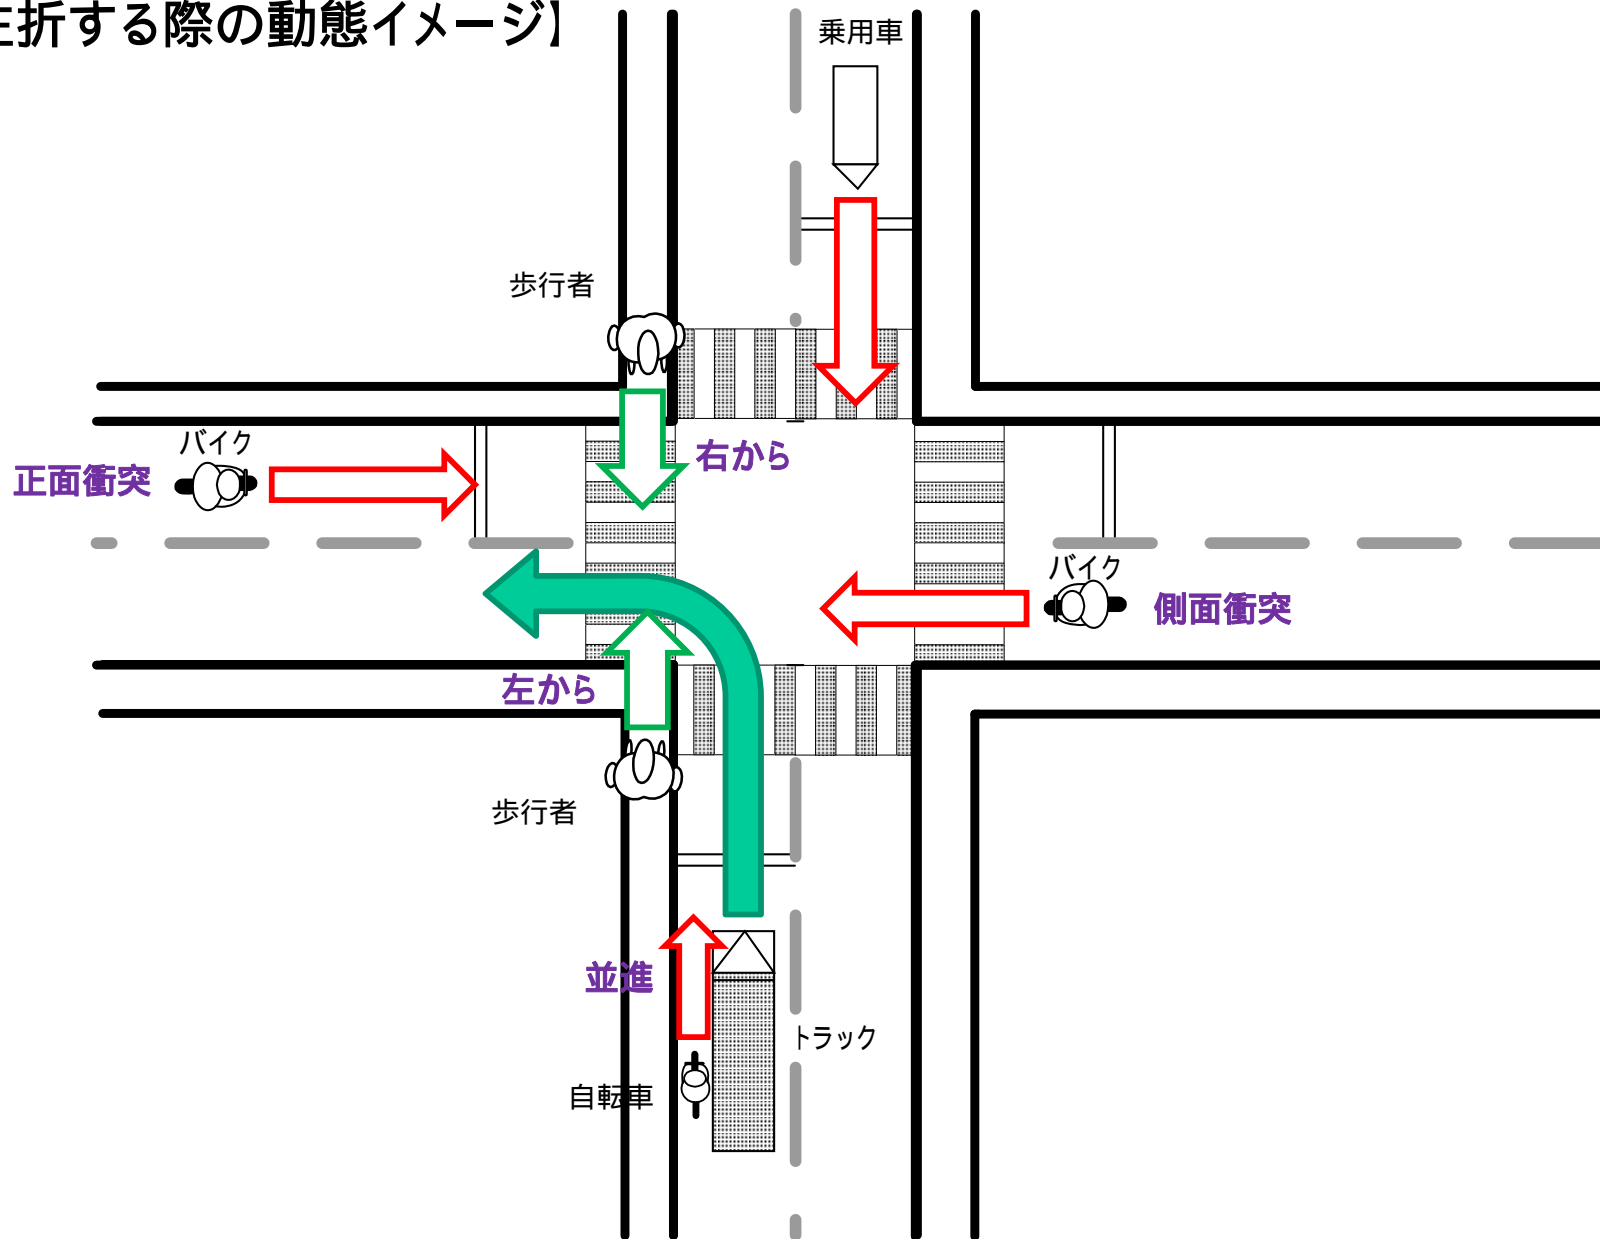 左折する際の動態イメージ】
乗用車
歩行者
バイク
正面衝突
右から
バイク
側面衝突
左から
歩行者
並進
トラック
自転車